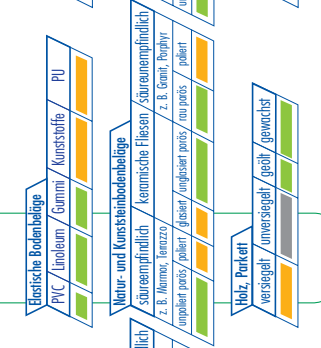 Elastische Bodenbeläge
PVC
Linoleum
Gummi
Kunststoffe
PU
lich
Natur- und Kunststeinbodenbeläge
säureempfindlich
z. B. Marmor, Terrazzo
keramische Fliesen
säureunempfindlich
z. B. Granit, Porphyr
unpoliert porös
poliert
glasiert
unglasiert porös
rau porös
poliert
Holz, Parkett
versiegelt
unversiegelt
geölt
gewachst